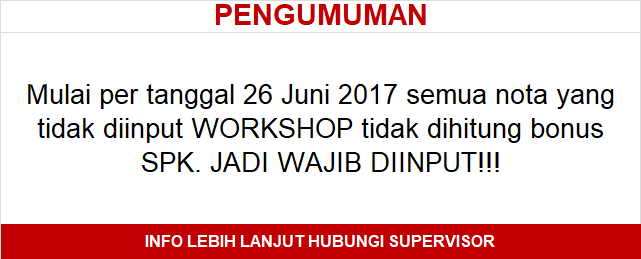 PENGUMUMAN
Mulai per tanggal 26 Juni 2017 semua nota yang
tidak diinput WORKSHOP tidak dihitung bonus
SPK. JADI WAJIB DIINPUT!!!
INFO LEBIH LANJUT HUBUNGI SUPERVISOR